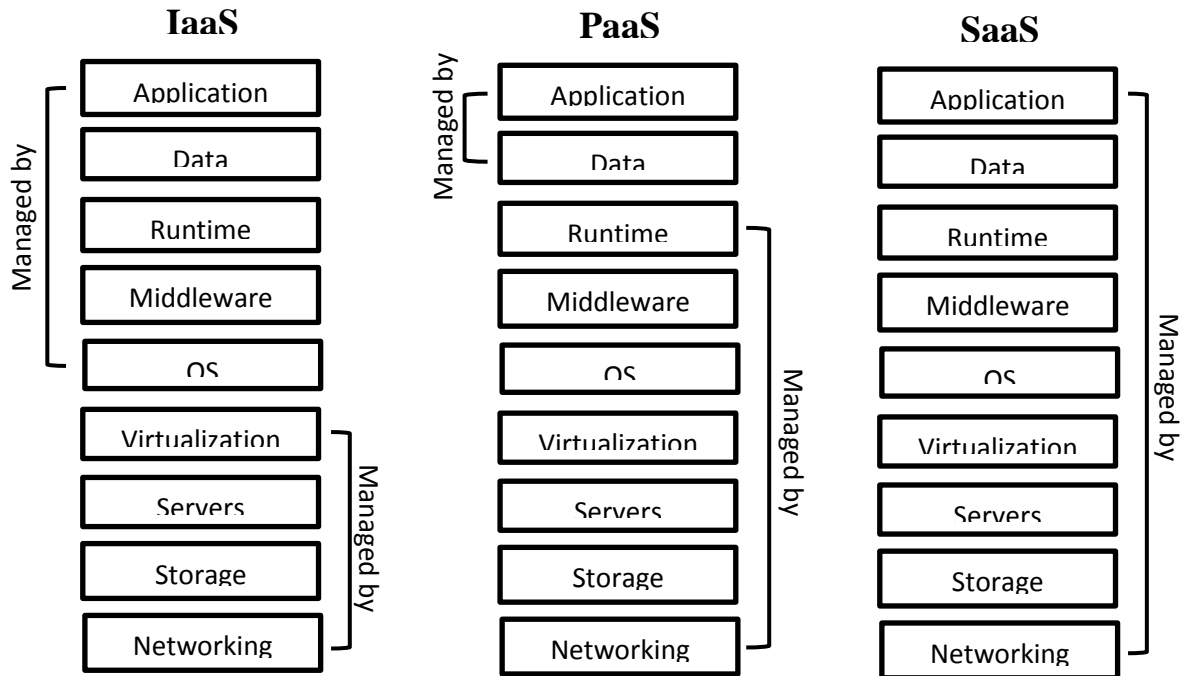 IaaS
Managed by
Application
Data
Runtime
Middleware
OS
Virtualization
Servers
Storage
Networking
Managed by
PaaS
Managed by
Application
Data
Runtime
Middleware
OS
Virtualization
Servers
Storage
Networking
Managed by
SaaS
Application
Data
Runtime
Middleware
OS
Virtualization
Servers
Storage
Networking
Managed by